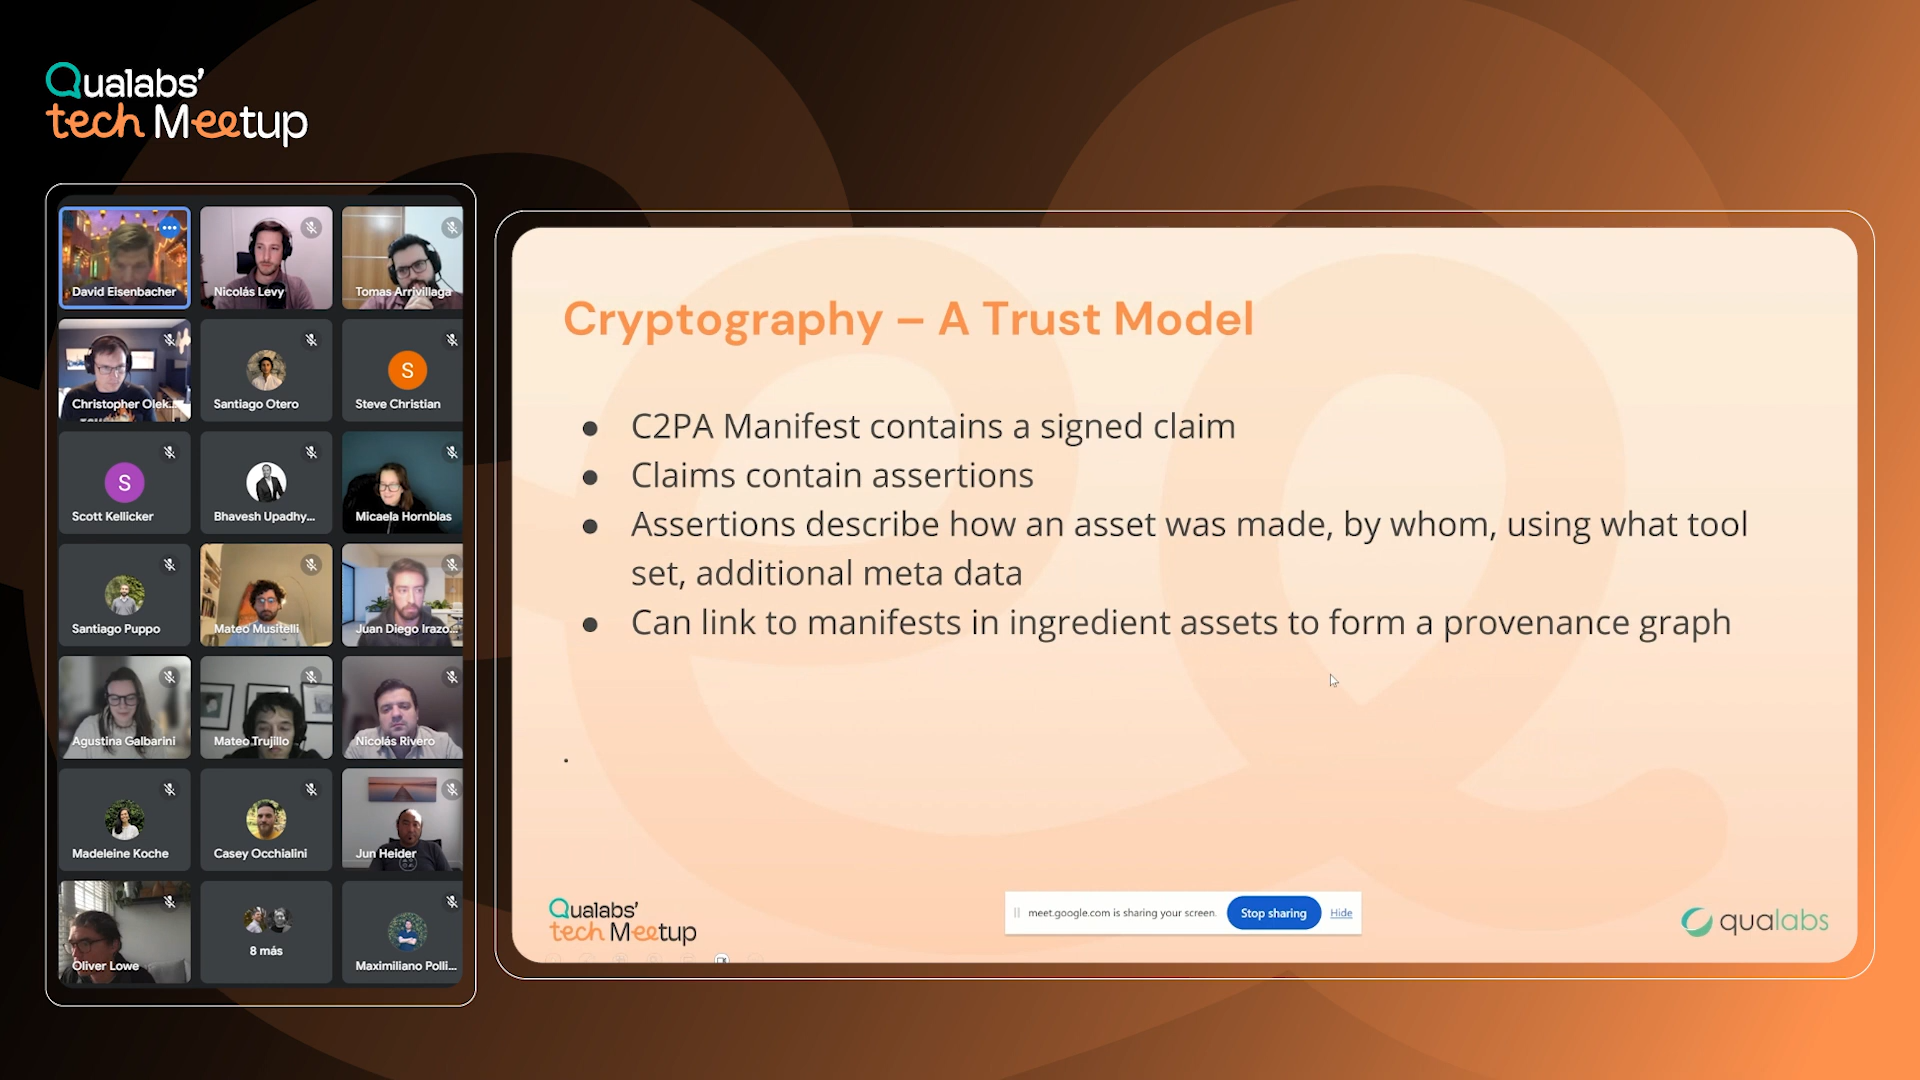 Qualabs'
tech Meetup
David Eisenbacher
Nicolás Levy
Tomas Arrivillaga
Christopher Olek...
Santiago Otero
S
Steve Christian
S
Scott Kellicker
Bhavesh Upadhy...
Micaela Hornblas
Santiago Puppo
Mateo Musitelli
Juan Diego Irazo...
Agustina Galbarini
Mateo Trujillo
Nicolás Rivero
Madeleine Koche
Casey Occhialini
Jun Heider
Oliver Lowe
8 más
Maximiliano Polli...
Cryptography – A Trust Model
● C2PA Manifest contains a signed claim
● Claims contain assertions
● Assertions describe how an asset was made, by whom, using what tool
set, additional meta data
● Can link to manifests in ingredient assets to form a provenance graph
.
Qualabs'
tech Meetup
meet.google.com is sharing your screen.
Stop sharing
Hide
qualabs